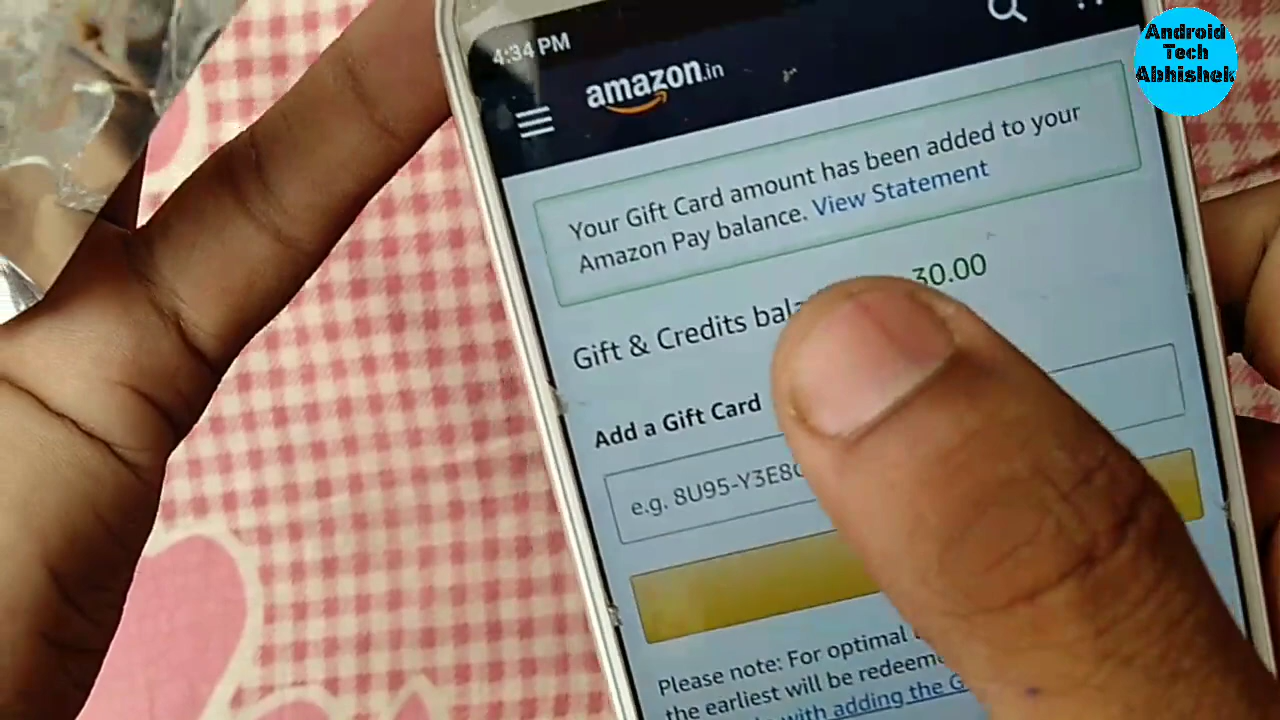 4:34 PM
amazon.in
Android
Tech
Abhishek
Your Gift Card amount has been added to your
Amazon Pay balance. View Statement
Gift & Credits 30.00
Add a Gift Card
e.g. 8U95-Y3E8
Please note: For optimal
the earliest will be
with adding the